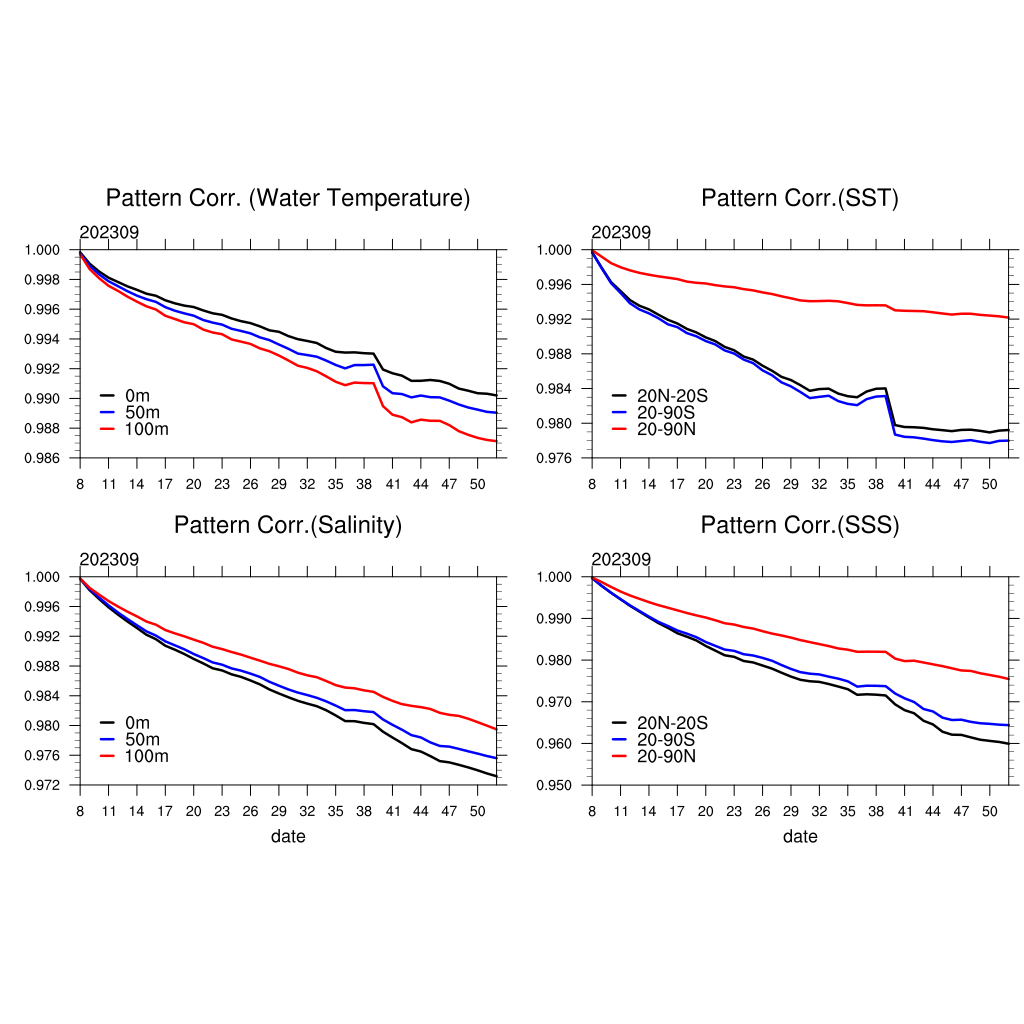 Pattern Corr. (Water Temperature)
202309
1.000
0.998
0.996
0.994
0.992
0.990
0.988
0.986
0m
50m
100m
8 11 14 17 20 23 26 29 32 35 38 41 44 47 50
Pattern Corr.(SST)
202309
1.000
0.996
0.992
0.988
0.984
0.980
0.976
20N-20S
20-90S
20-90N
8 11 14 17 20 23 26 29 32 35 38 41 44 47 50
Pattern Corr.(Salinity)
202309
1.000
0.996
0.992
0.988
0.984
0.980
0.976
0.972
0m
50m
100m
8 11 14 17 20 23 26 29 32 35 38 41 44 47 50
date
Pattern Corr.(SSS)
202309
1.000
0.990
0.980
0.970
0.960
0.950
20N-20S
20-90S
20-90N
8 11 14 17 20 23 26 29 32 35 38 41 44 47 50
date